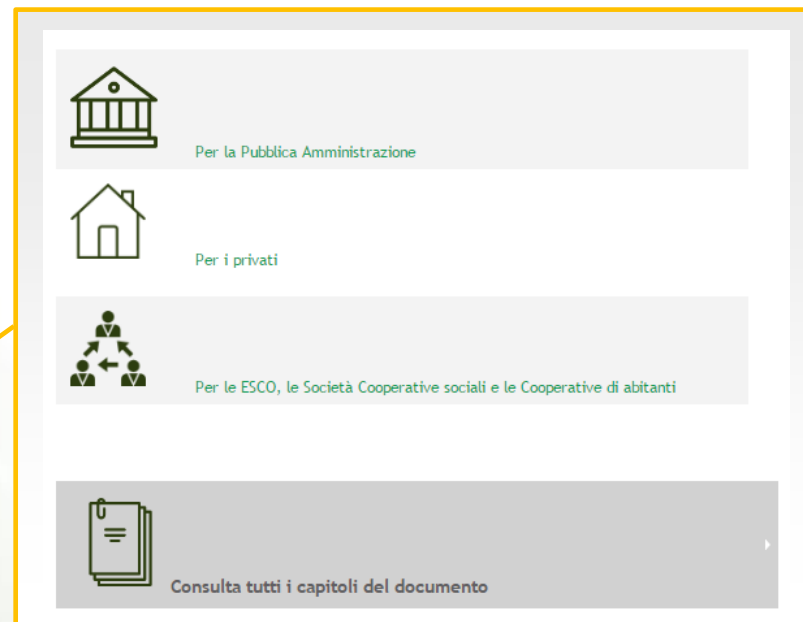 Per la Pubblica Amministrazione
Per i privati
Per le ESCO, le Società Cooperative sociali e le Cooperative di abitanti
Consulta tutti i capitoli del documento